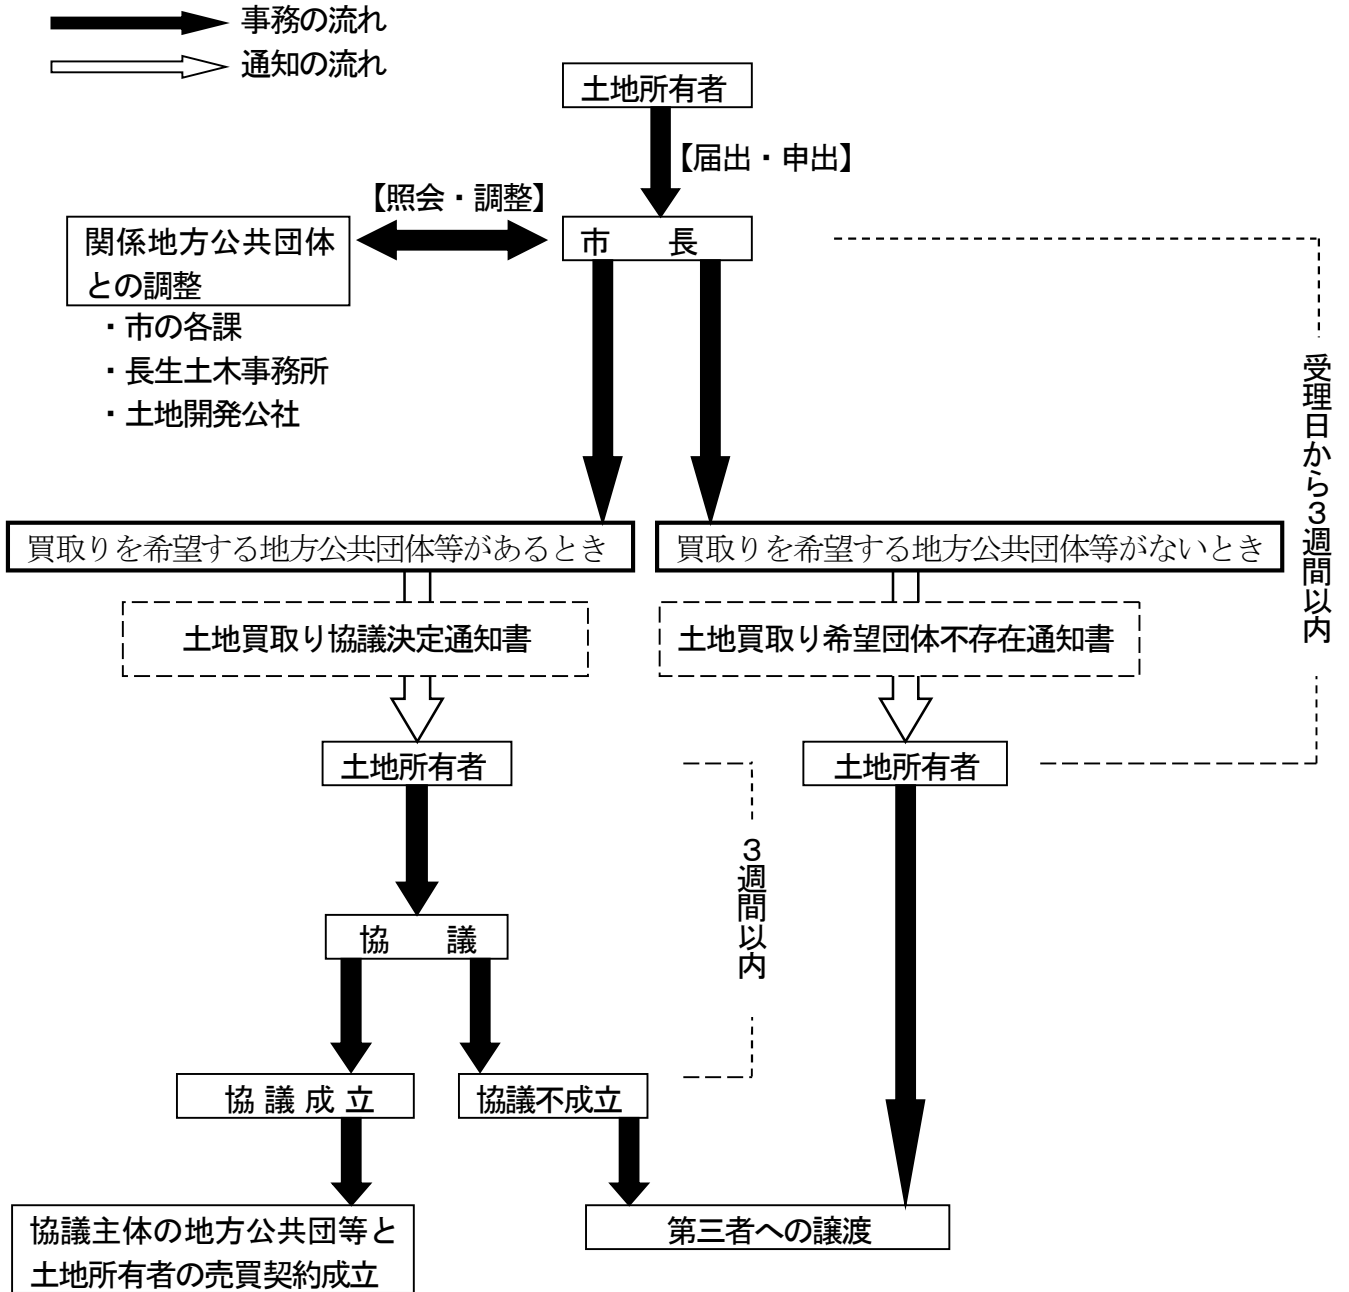 事務の流れ
通知の流れ
土地所有者
【届出・申出】
【照会・調整】
関係地方公共団体
との調整
市　長
・市の各課
・長生土木事務所
・土地開発公社
受理日から３週間以内
買取りを希望する地方公共団体等があるとき
買取りを希望する地方公共団体等がないとき
土地買取り協議決定通知書
土地買取り希望団体不存在通知書
土地所有者
土地所有者
３週間以内
協　議
協議成立
協議不成立
協議主体の地方公共団等と
土地所有者の売買契約成立
第三者への譲渡